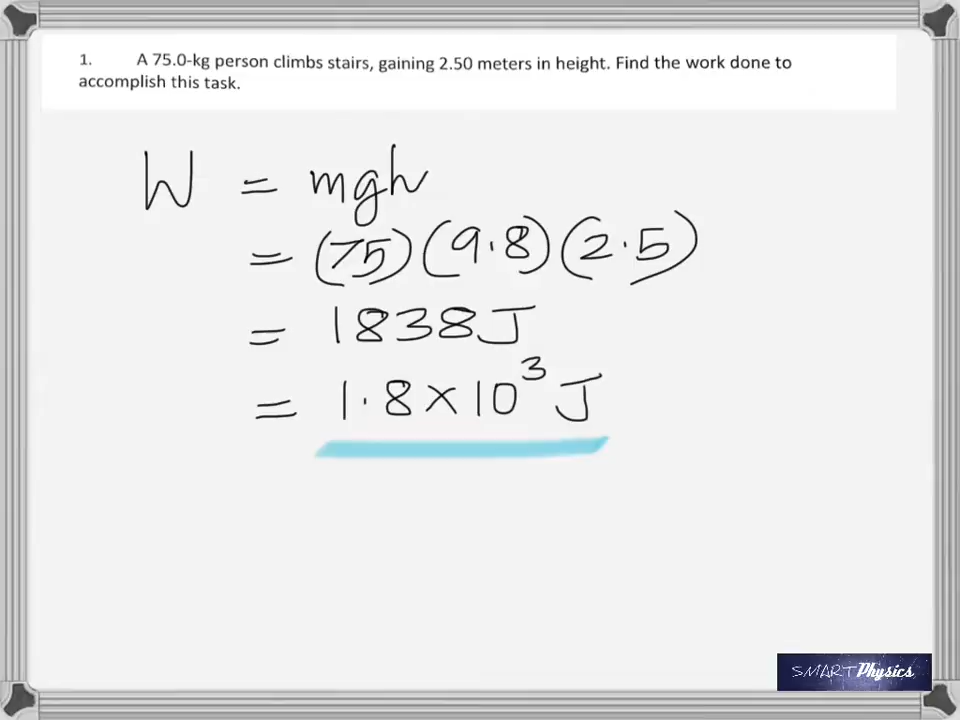 1. A 75.0-kg person climbs stairs, gaining 2.50 meters in height. Find the work done to
accomplish this task.
W = mgh
= (75)(9.8)(2.5)
= 1838J
= 1.8×10³ J
SMARTPhysics